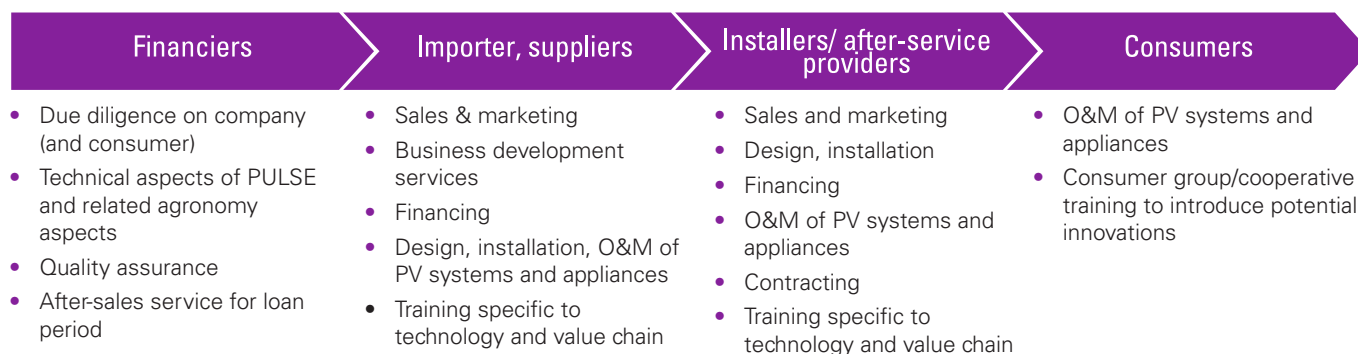 Financiers
Importer, suppliers
Installers/ after-service
providers
Consumers
• Due diligence on company
(and consumer)
• Technical aspects of PULSE
and related agronomy
aspects
• Quality assurance
• After-sales service for loan
period
• Sales & marketing
• Business development
services
• Financing
• Design, installation, O&M of
PV systems and appliances
• Training specific to
technology and value chain
• Sales and marketing
• Design, installation
• Financing
• O&M of PV systems and
appliances
• Contracting
• Training specific to
technology and value chain
• O&M of PV systems and
appliances
• Consumer group/cooperative
training to introduce potential
innovations